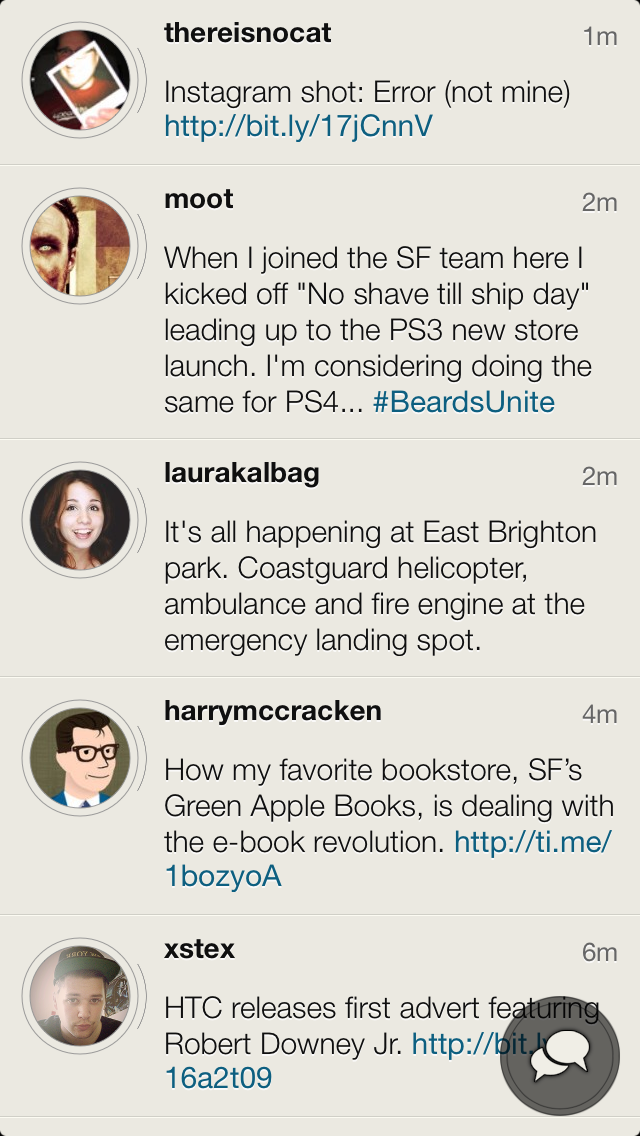 thereisnocat
1m
Instagram shot: Error (not mine)
http://bit.ly/17jCnnV
moot
2m
When I joined the SF team here I
kicked off "No shave till ship day"
leading up to the PS3 new store
launch. I'm considering doing the
same for PS4... #BeardsUnite
laurakalbag
2m
It's all happening at East Brighton
park. Coastguard helicopter,
ambulance and fire engine at the
emergency landing spot.
harrymccracken
4m
How my favorite bookstore, SF’s
Green Apple Books, is dealing with
the e-book revolution. http://ti.me/
1bozyoA
xstex
6m
HTC releases first advert featuring
Robert Downey Jr. http://bit.ly
16a2t09